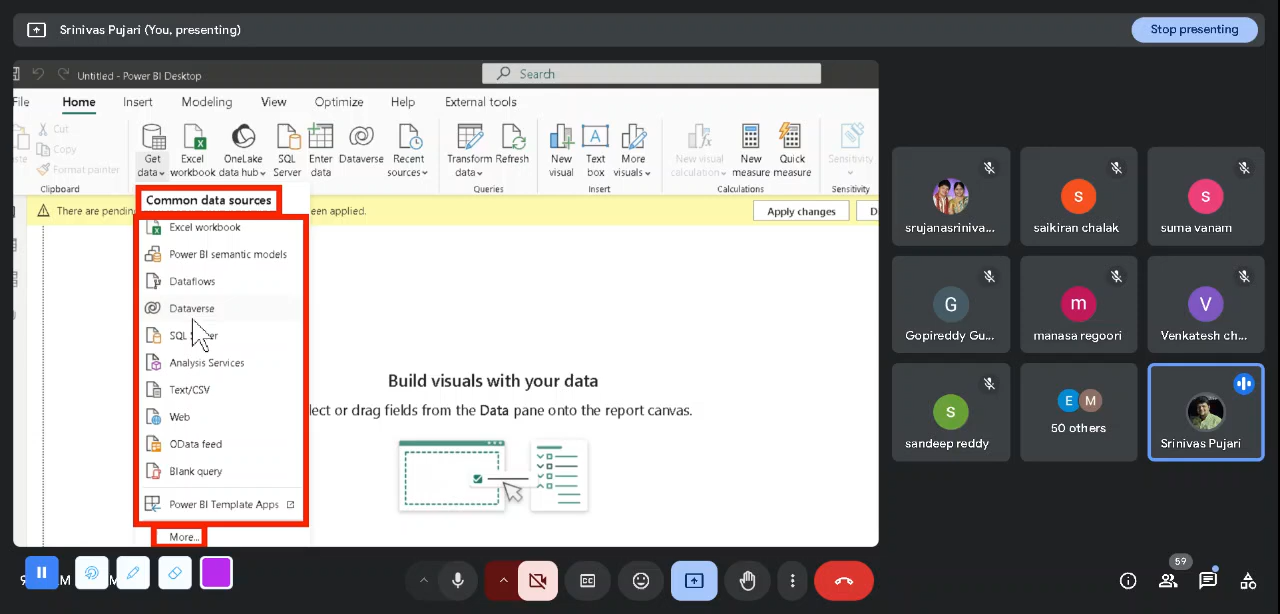 Srinivas Pujari (You, presenting)
Stop presenting
Untitled - Power BI Desktop
Search
File Home Insert Modeling View Optimize Help External tools
Cut
Copy
Format painter
Clipboard
Get data
Excel workbook
OneLake data hub
SQL Server
Enter data
Dataverse
Recent sources
Transform data
Refresh
Queries
New visual
Text box
More visuals
Insert
New visual calculation
New measure
Quick measure
Calculations
Sensitivity
Sensitivity
Common data sources
There are pendin
en applied.
Apply changes
D
Excel workbook
Power BI semantic models
Dataflows
Dataverse
SQL
Analysis Services
Text/CSV
Web
OData feed
Blank query
Power BI Template Apps
More...
Build visuals with your data
lect or drag fields from the Data pane onto the report canvas.
srujanasriniva...
s
saikiran chalak
s
suma vanam
G
Gopireddy Gu...
m
manasa regoori
V
Venkatesh ch...
s
sandeep reddy
E M
50 others
Srinivas Pujari
CC
59